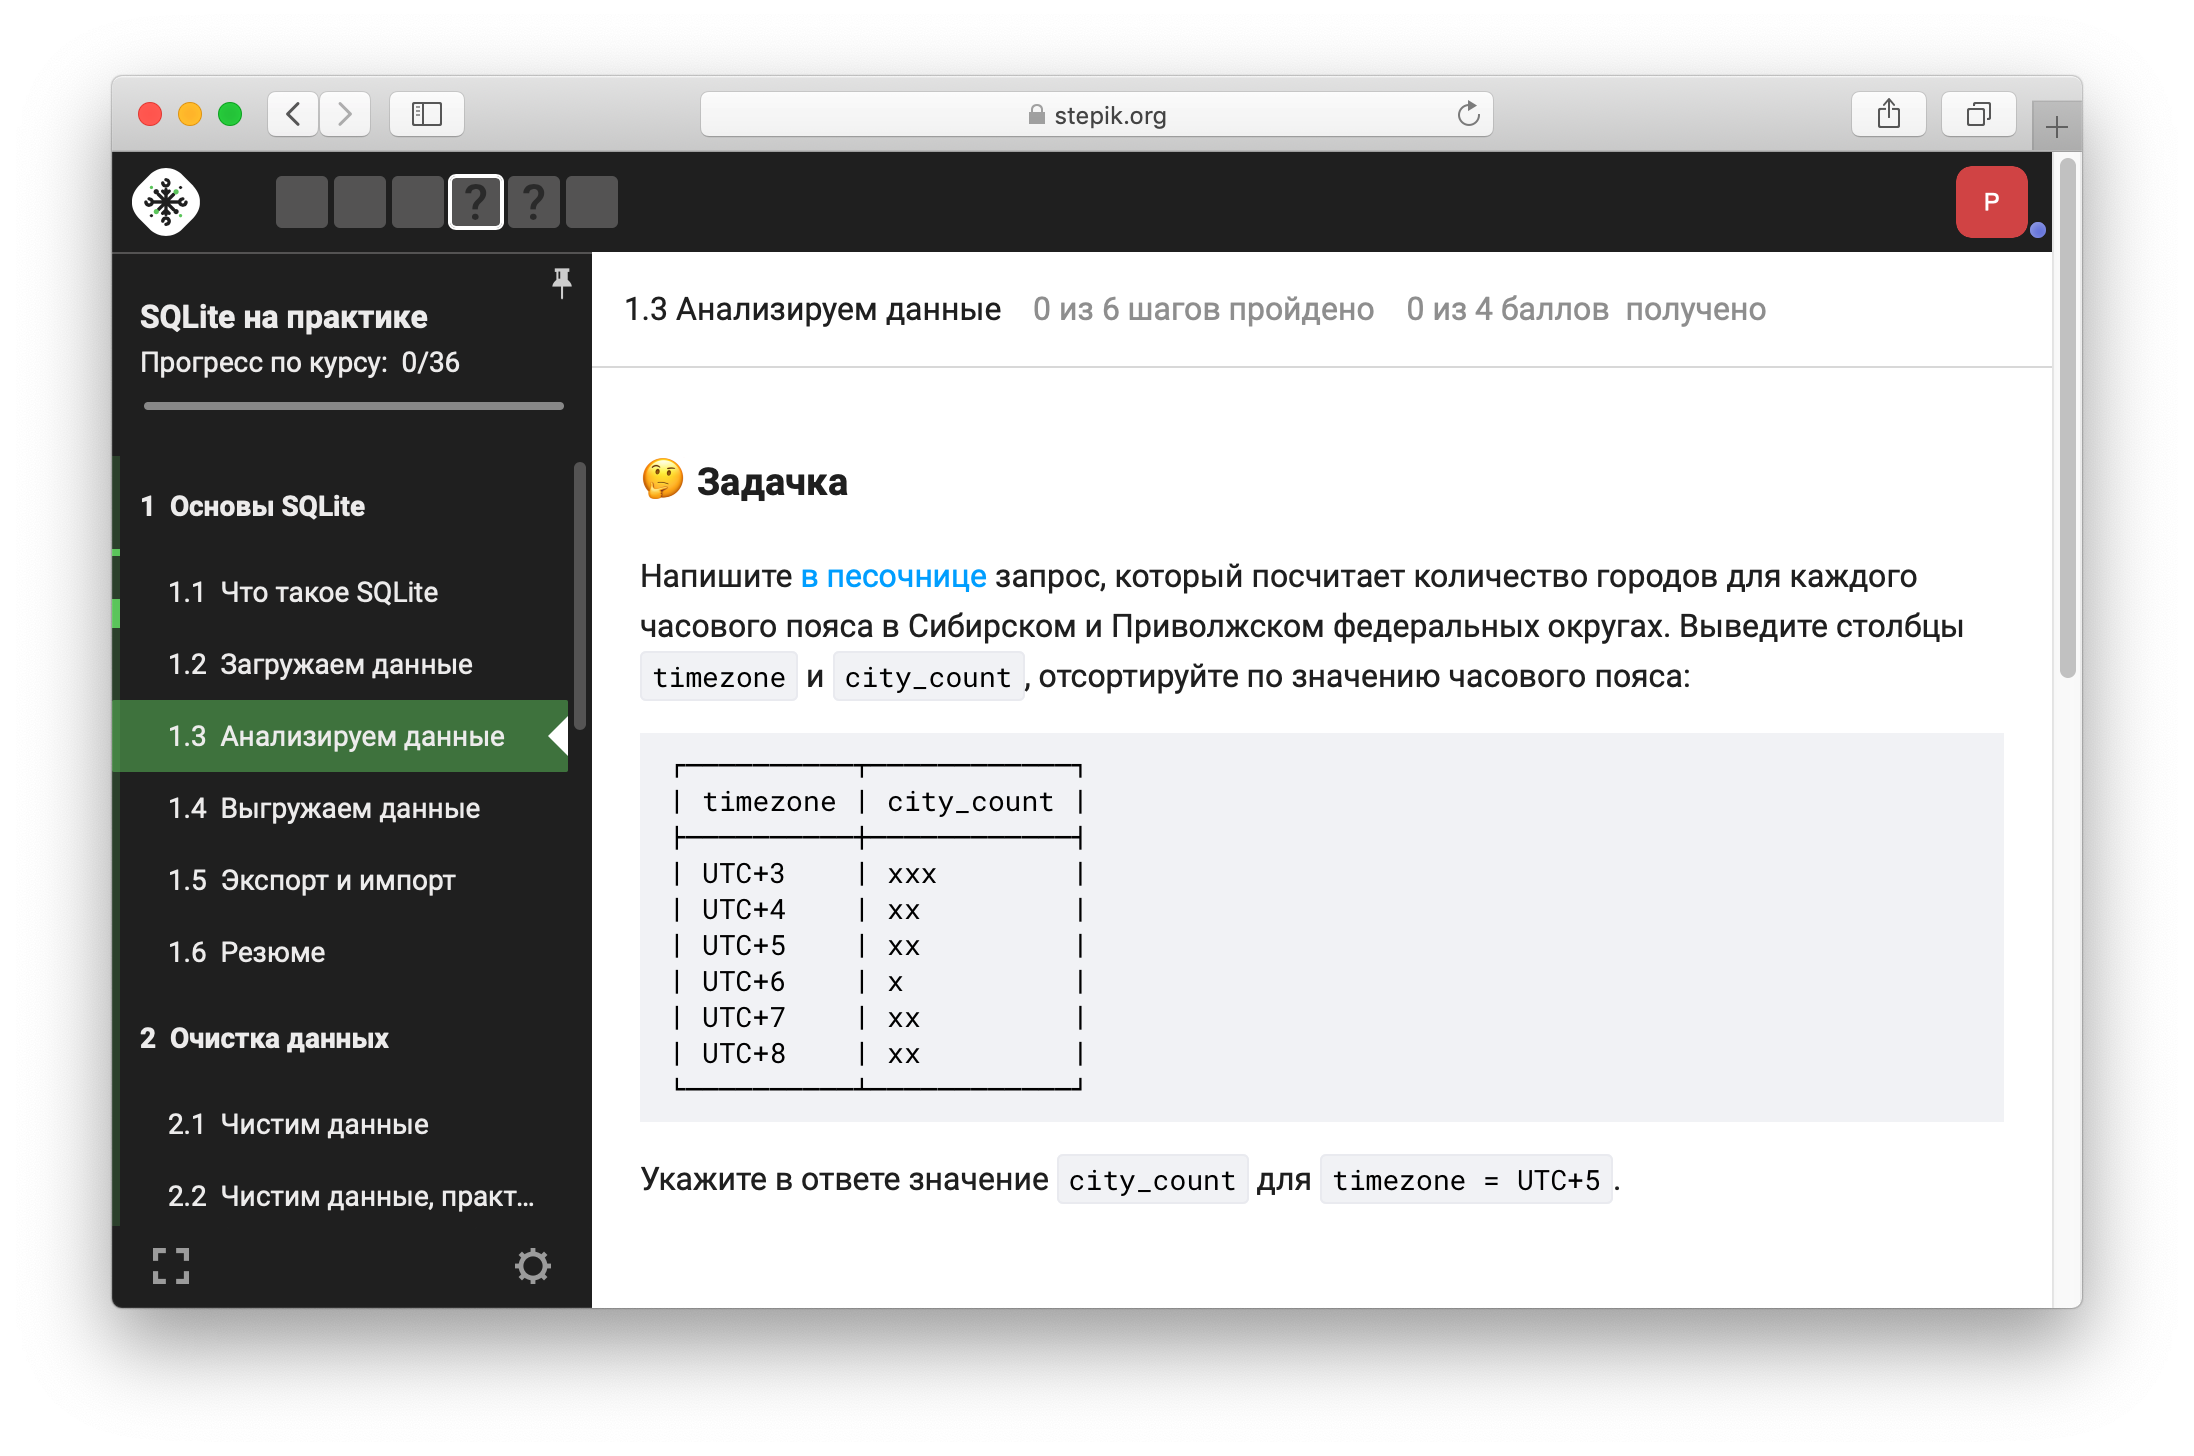 stepik.org
? ?
P
SQLite на практике
Прогресс по курсу: 0/36
1 Основы SQLite
1.1 Что такое SQLite
1.2 Загружаем данные
1.3 Анализируем данные
1.4 Выгружаем данные
1.5 Экспорт и импорт
1.6 Резюме
2 Очистка данных
2.1 Чистим данные
2.2 Чистим данные, практ...
1.3 Анализируем данные 0 из 6 шагов пройдено 0 из 4 баллов получено
🤔 Задачка
Напишите в песочнице запрос, который посчитает количество городов для каждого
часового пояса в Сибирском и Приволжском федеральных округах. Выведите столбцы
timezone и city_count, отсортируйте по значению часового пояса:
┌──────────┬────────────┐
│ timezone │ city_count │
├──────────┼────────────┤
│ UTC+3    │ xxx        │
│ UTC+4    │ xx         │
│ UTC+5    │ xx         │
│ UTC+6    │ x          │
│ UTC+7    │ xx         │
│ UTC+8    │ xx         │
└──────────┴────────────┘
Укажите в ответе значение city_count для timezone = UTC+5.